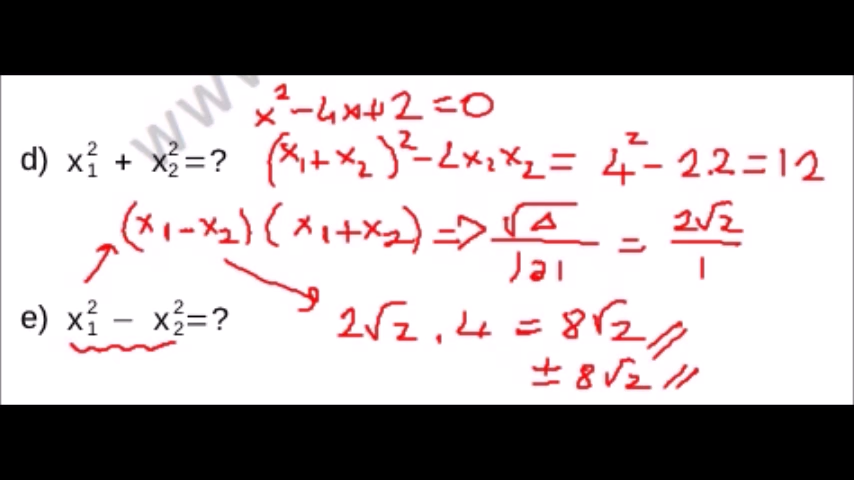 www.
x² - 4x + 2 = 0
d) x₁² + x₂² = ? (x₁ + x₂)² - 2x₁x₂ = 4² - 2.2 = 12
(x₁ - x₂) (x₁ + x₂) => √Δ / |a| = 2√2 / 1
e) x₁² - x₂² = ? 2√2 . 4 = 8√2 //
± 8√2 //